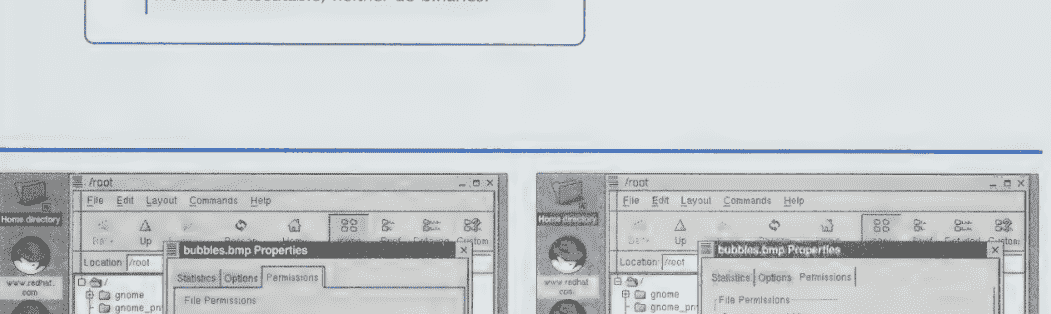 /root
File Edit Layout Commands Help
Home directory
Up
bubbles.bmp Properties
Location: /root
Statistics Options Permissions
www.redhat.
com
/
gnome
File Permissions
/root
File Edit Layout Commands Help
Home directory
Up Custom
bubbles.bmp Properties
Location: /root
Statistics Options Permissions
www.redhat
com
/
gnome
File Permissions